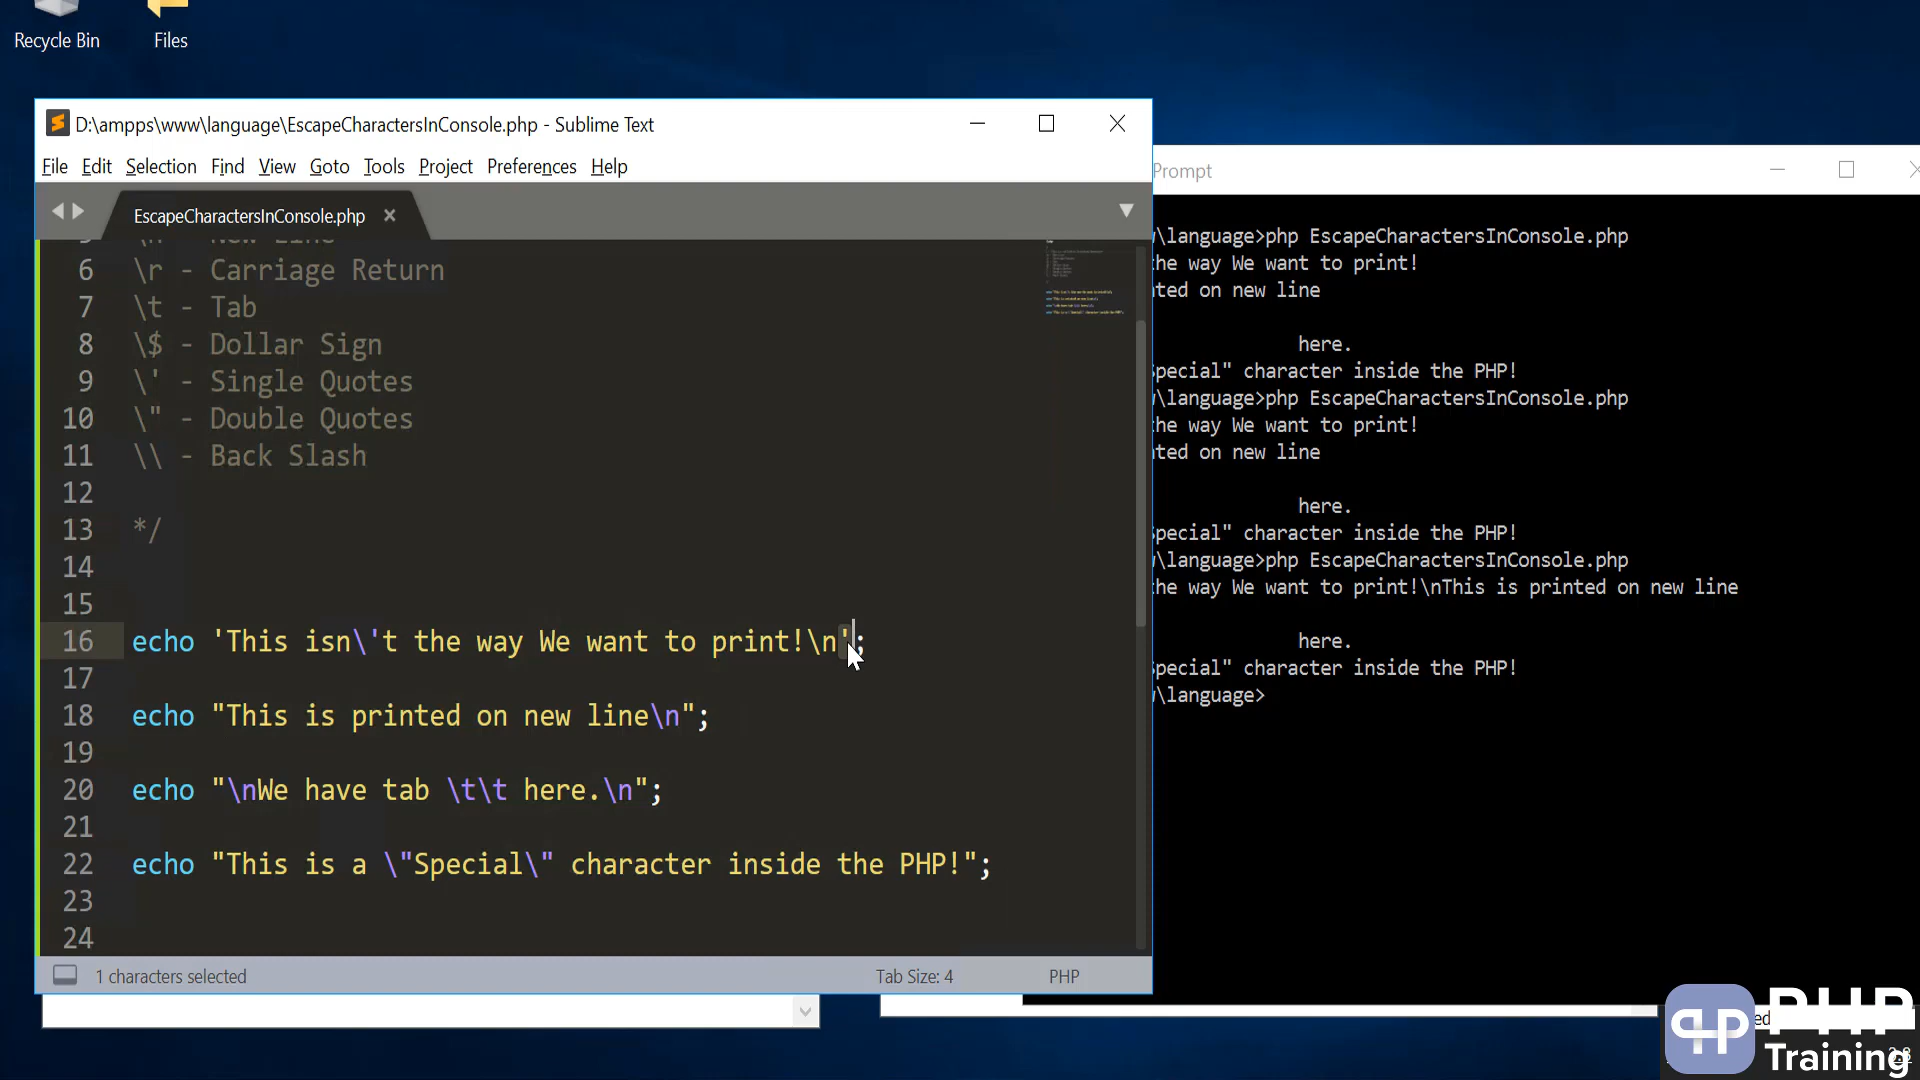 Recycle Bin
Files
D:\ampps\www\language\EscapeCharactersInConsole.php - Sublime Text
File Edit Selection Find View Goto Tools Project Preferences Help
EscapeCharactersInConsole.php
6 \r - Carriage Return
7 \t - Tab
8 \$ - Dollar Sign
9 \' - Single Quotes
10 \" - Double Quotes
11 \\ - Back Slash
12
13 */
14
15
16 echo 'This isn\'t the way We want to print!\n';
17
18 echo "This is printed on new line\n";
19
20 echo "\nWe have tab \t\t here.\n";
21
22 echo "This is a \"Special\" character inside the PHP!";
23
24
1 characters selected
Tab Size: 4
PHP
Prompt
\language>php EscapeCharactersInConsole.php
the way We want to print!
ted on new line
here.
Special" character inside the PHP!
\language>php EscapeCharactersInConsole.php
the way We want to print!
ted on new line
here.
Special" character inside the PHP!
\language>php EscapeCharactersInConsole.php
the way We want to print!\nThis is printed on new line
here.
Special" character inside the PHP!
\language>
php
PHP
Training